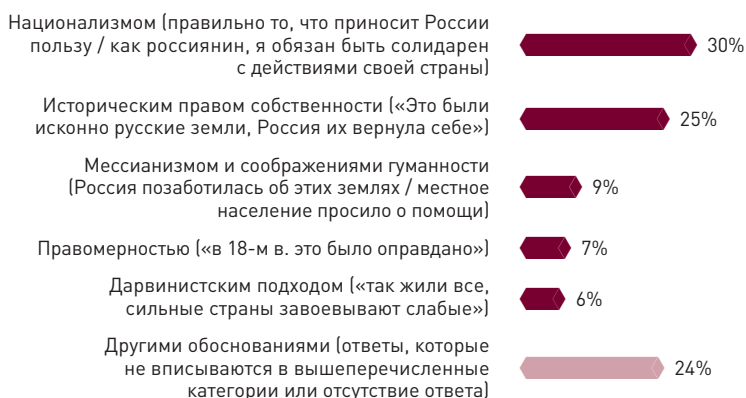 Национализмом (правильно то, что приносит России
пользу / как россиянин, я обязан быть солидарен
с действиями своей страны)
30%
Историческим правом собственности («Это были
исконно русские земли, Россия их вернула себе»)
25%
Мессианизмом и соображениями гуманности
(Россия позаботилась об этих землях / местное
население просило о помощи)
9%
Правомерностью («в 18-м в. это было оправдано»)
7%
Дарвинистским подходом («так жили все,
сильные страны завоевывают слабые»)
6%
Другими обоснованиями (ответы, которые
не вписываются в вышеперечисленные
категории или отсутствие ответа)
24%